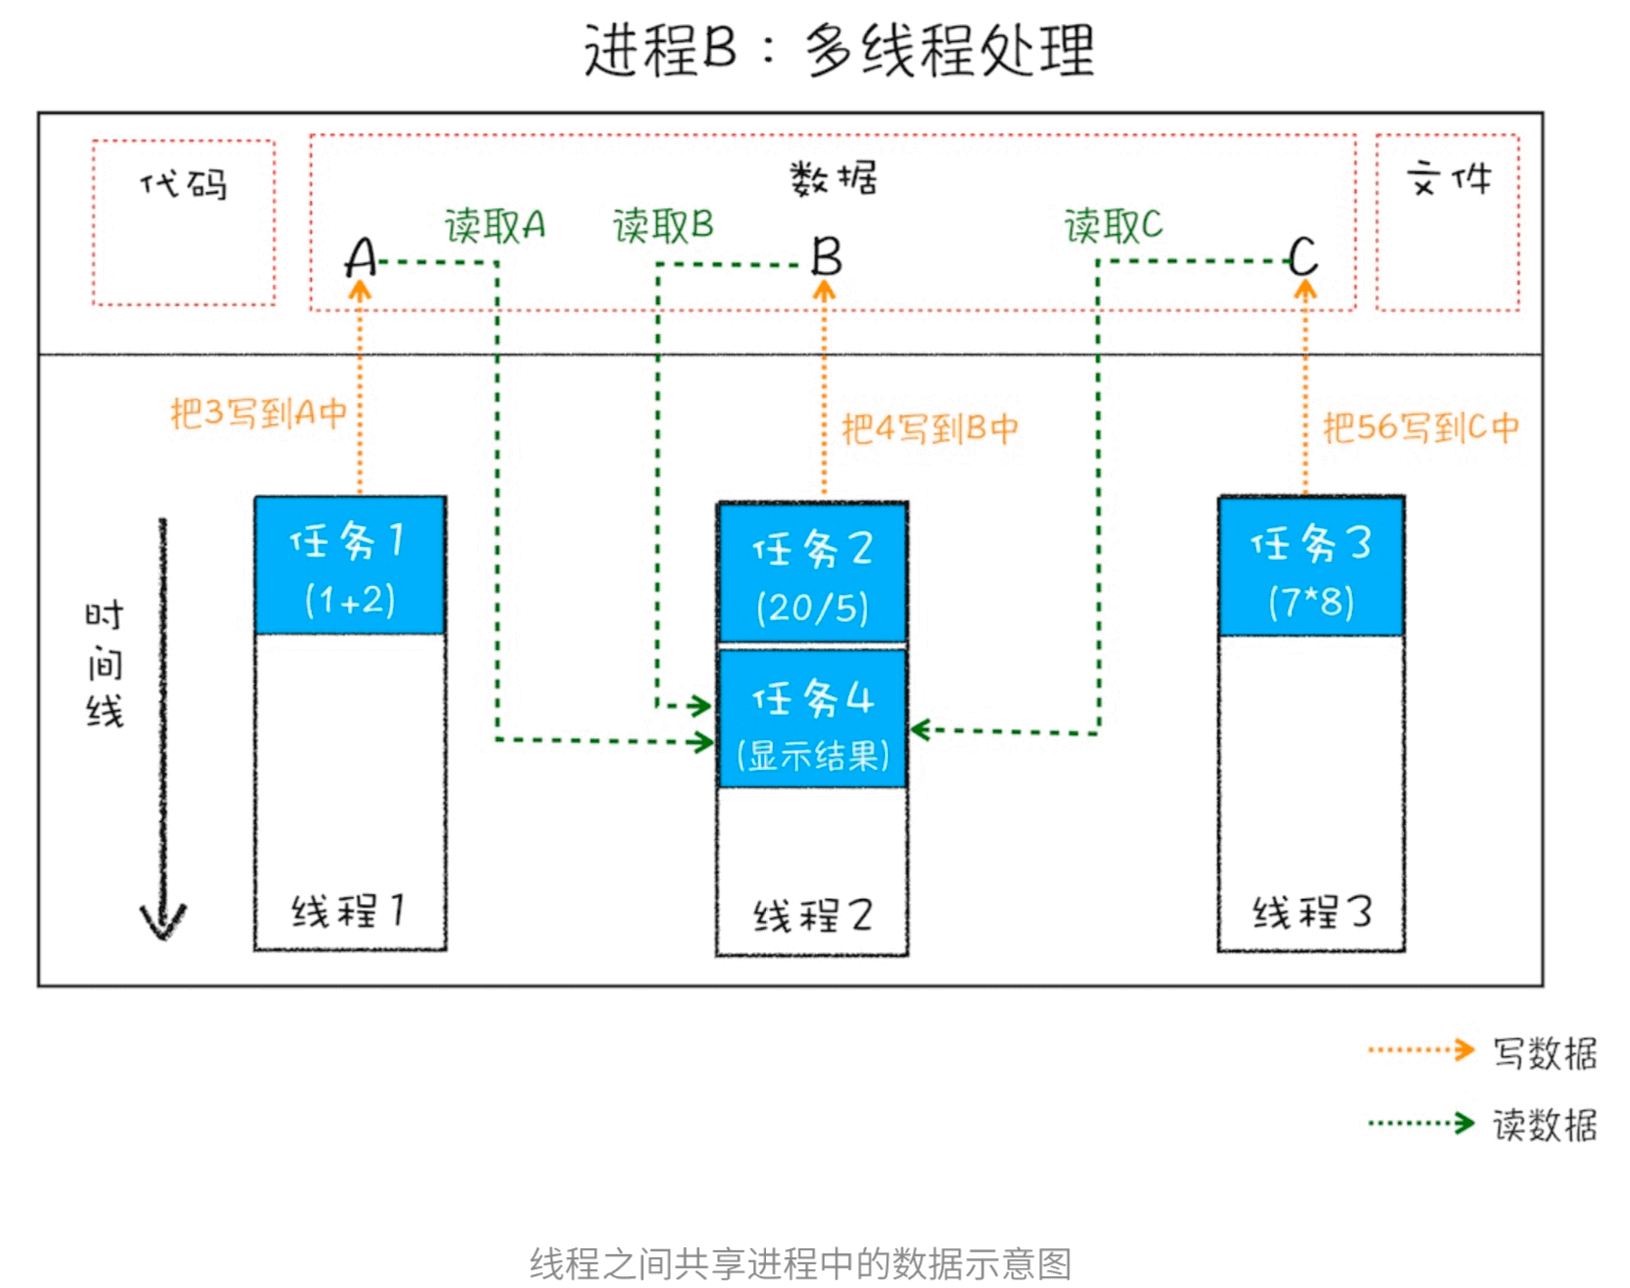 进程B：多线程处理
代码
数据
文件
读取A
读取B
读取C
A
B
C
把3写到A中
把4写到B中
把56写到C中
时间线
任务1
(1+2)
任务2
(20/5)
任务3
(7*8)
任务4
(显示结果)
线程1
线程2
线程3
写数据
读数据
线程之间共享进程中的数据示意图